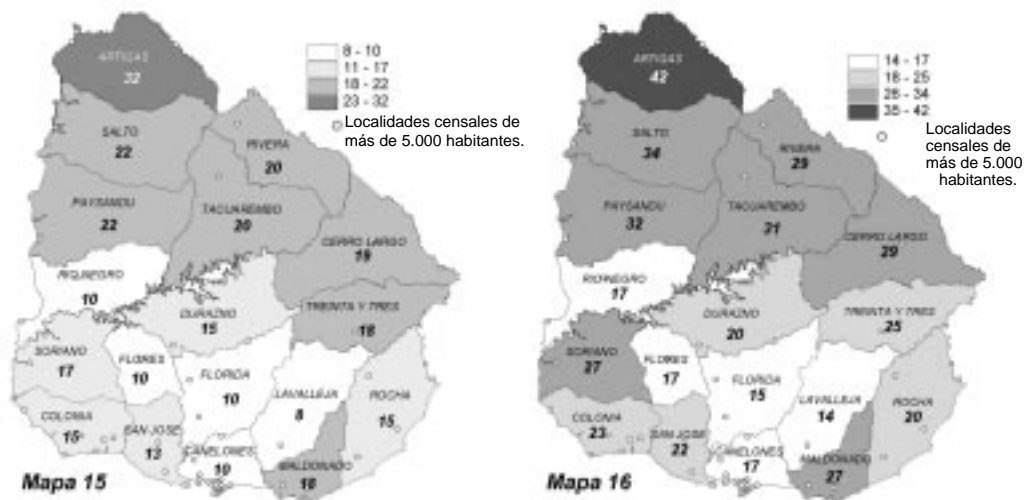 ARTIGAS
32
8 - 10
11 - 17
18 - 22
23 - 32
Localidades censales de
más de 5.000 habitantes.
SALTO
22
RIVERA
20
PAYSANDU
22
TACUAREMBO
20
CERRO LARGO
19
RIO NEGRO
10
DURAZNO
15
TREINTA Y TRES
18
SORIANO
17
FLORES
10
FLORIDA
10
LAVALLEJA
8
ROCHA
15
COLONIA
15
SAN JOSE
13
CANELONES
10
MALDONADO
18
Mapa 15
ARTIGAS
42
14 - 17
18 - 25
26 - 34
35 - 42
Localidades
censales de
más de 5.000
habitantes.
SALTO
34
RIVERA
29
PAYSANDU
32
TACUAREMBO
31
CERRO LARGO
29
RIO NEGRO
17
DURAZNO
20
TREINTA Y TRES
25
SORIANO
27
FLORES
17
FLORIDA
15
LAVALLEJA
14
ROCHA
20
COLONIA
23
SAN JOSE
22
ANELONES
17
MALDONADO
27
Mapa 16